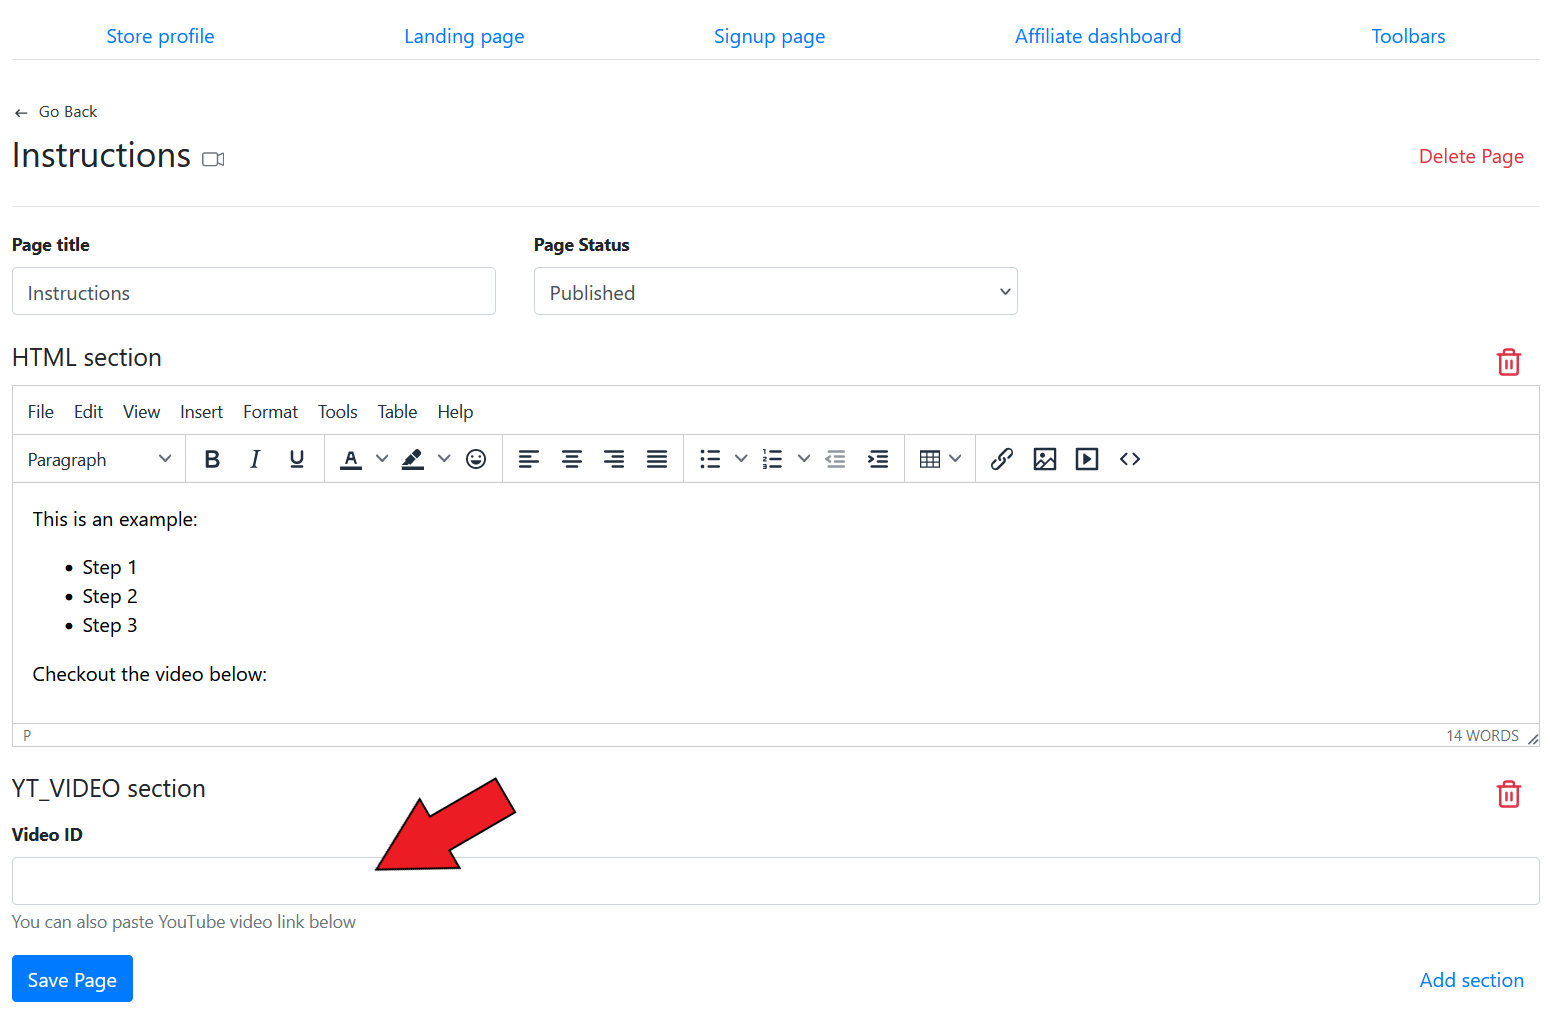 Store profile Landing page Signup page Affiliate dashboard Toolbars
← Go Back
Instructions
Delete Page
Page title Page Status
Instructions Published
HTML section
File Edit View Insert Format Tools Table Help
Paragraph B I U A
This is an example:
• Step 1
• Step 2
• Step 3
Checkout the video below:
P 14 WORDS
YT_VIDEO section
Video ID
You can also paste YouTube video link below
Save Page Add section